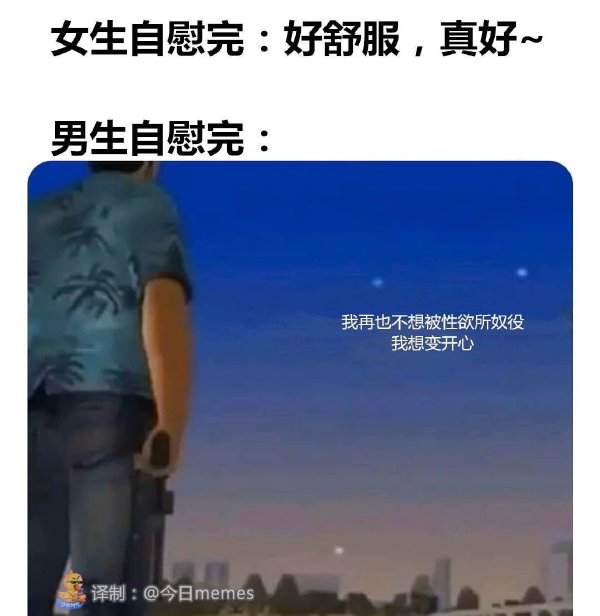 女生自慰完：好舒服，真好~
男生自慰完：
我再也不想被性欲所奴役
我想变开心
译制：@今日memes